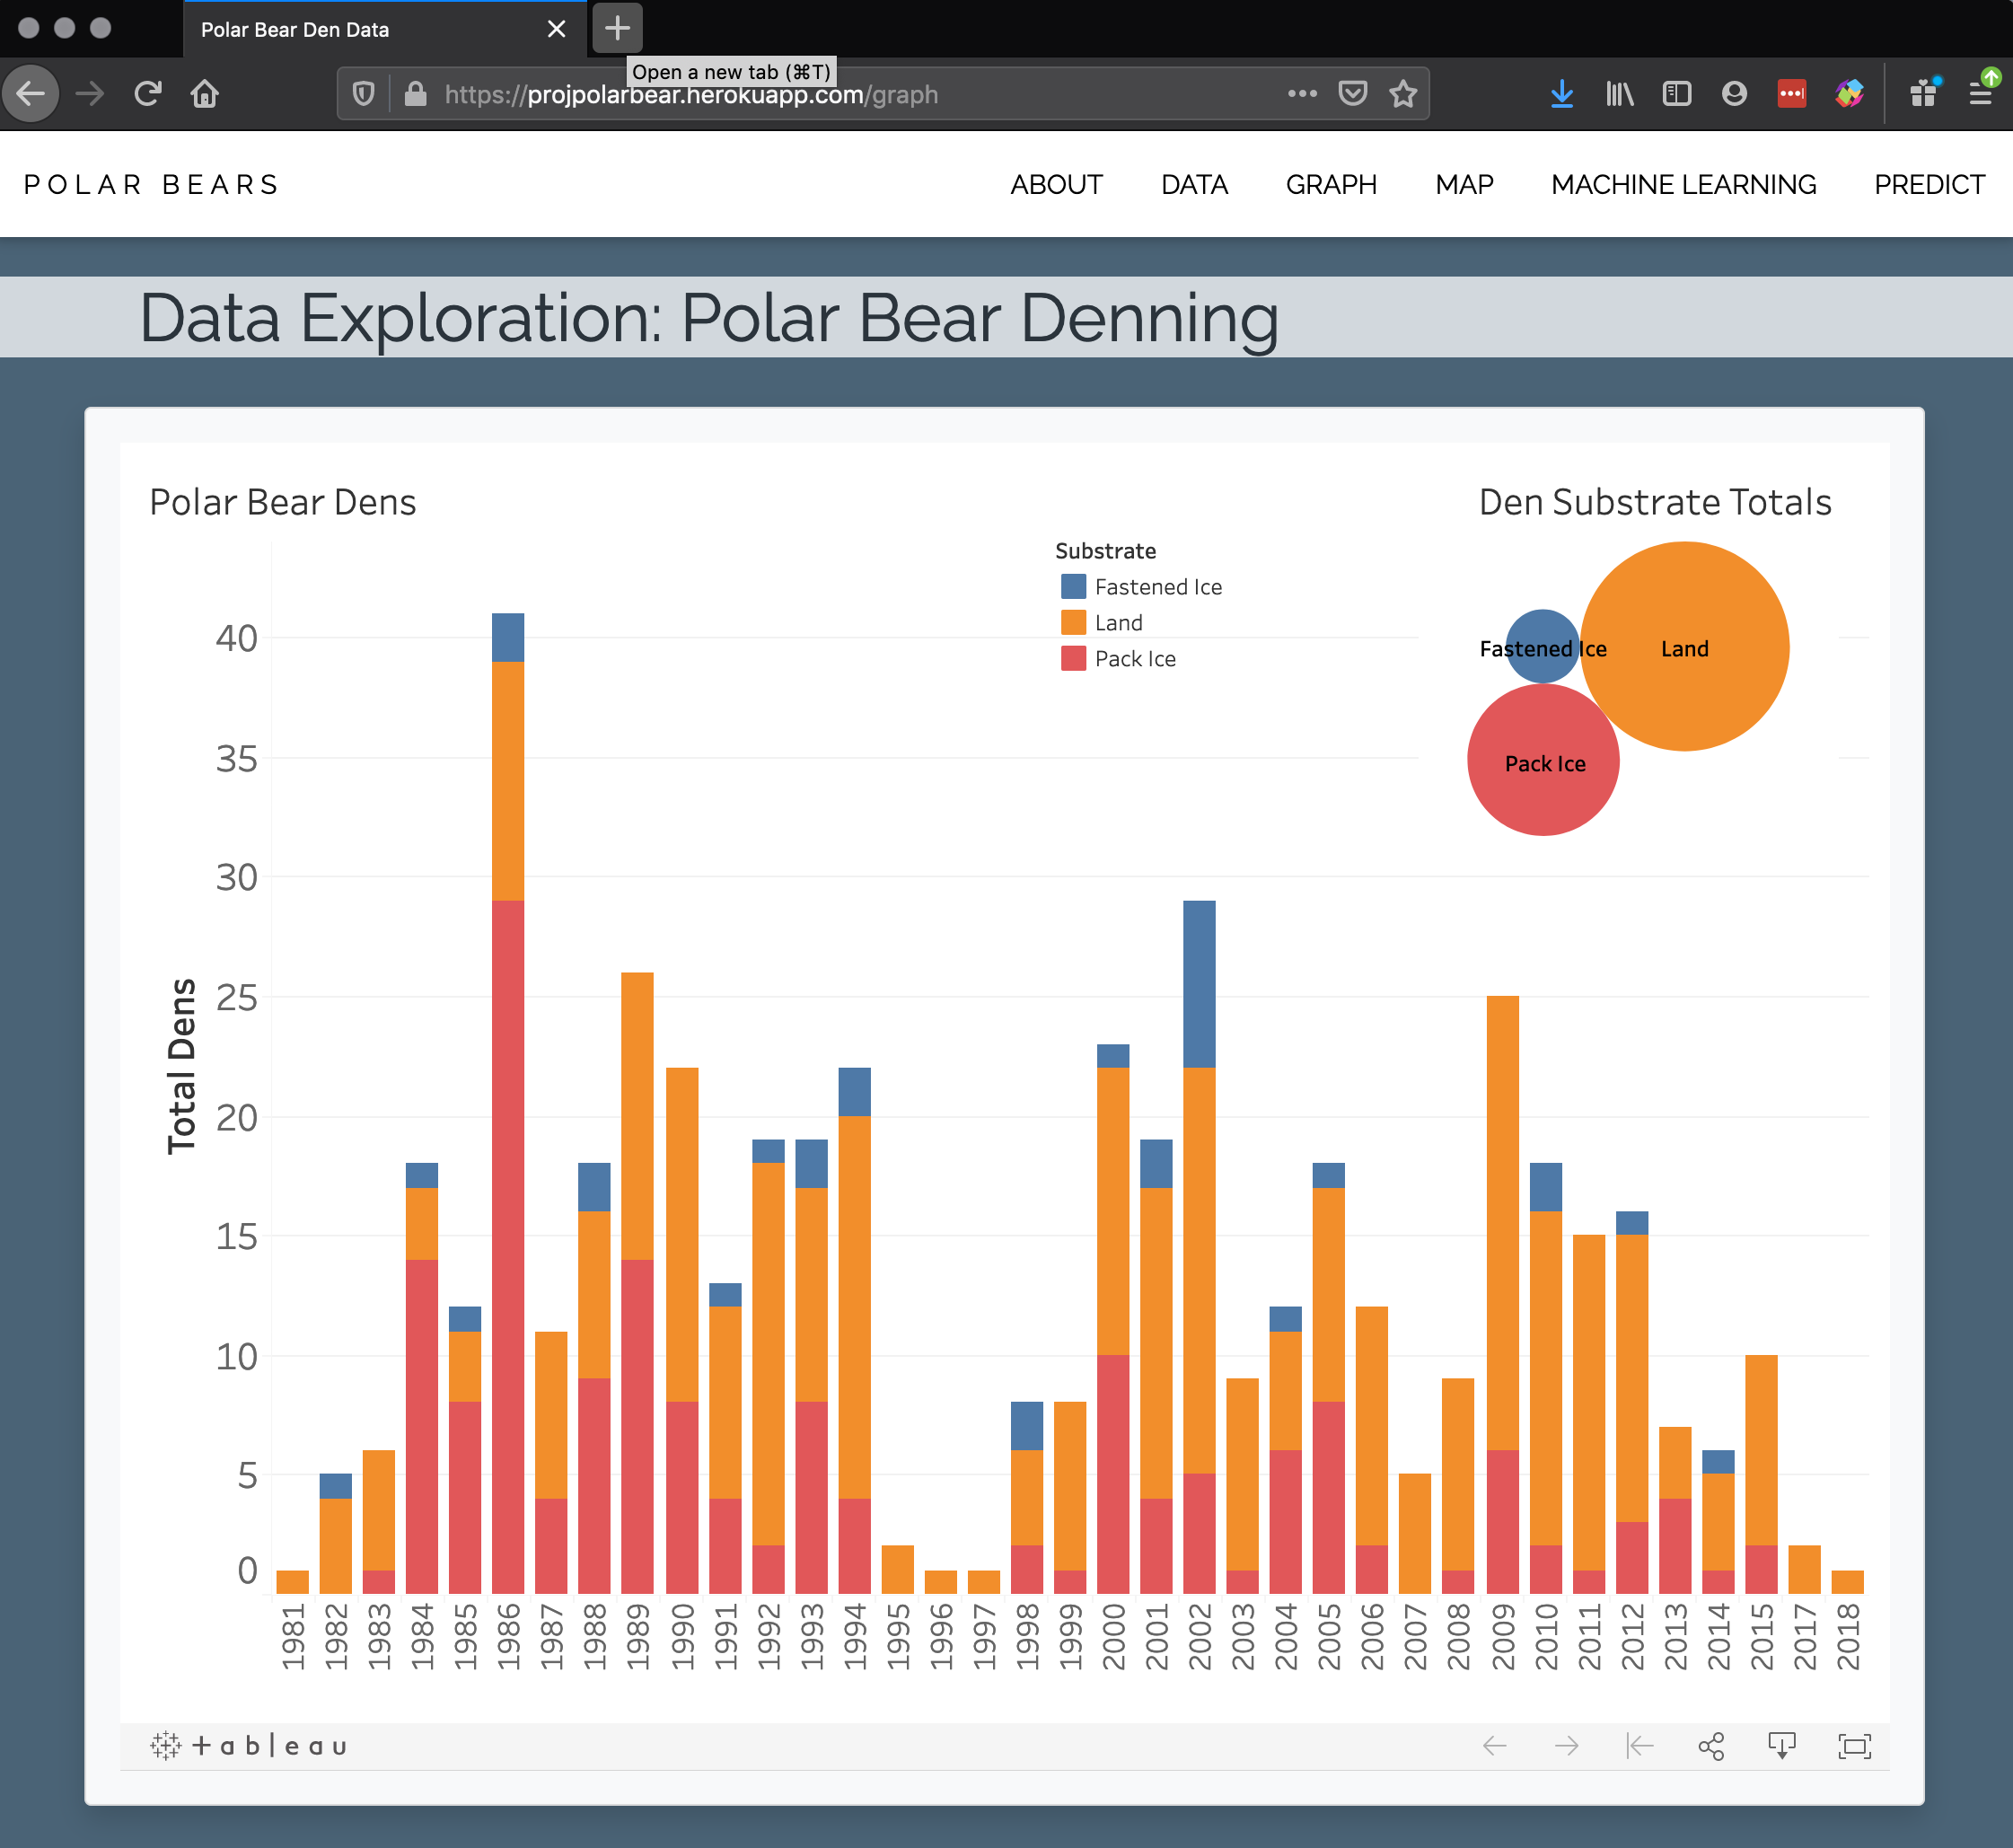 Polar Bear Den Data
Open a new tab (⌘T)
https://projpolarbear.herokuapp.com/graph
POLAR BEARS
ABOUT DATA GRAPH MAP MACHINE LEARNING PREDICT
Data Exploration: Polar Bear Denning
Polar Bear Dens
Den Substrate Totals
Substrate
Fastened Ice
Land
Pack Ice
Fastened Ice
Land
Pack Ice
Total Dens
40
35
30
25
20
15
10
5
0
1981
1982
1983
1984
1985
1986
1987
1988
1989
1990
1991
1992
1993
1994
1995
1996
1997
1998
1999
2000
2001
2002
2003
2004
2005
2006
2007
2008
2009
2010
2011
2012
2013
2014
2015
2017
2018
+ableau